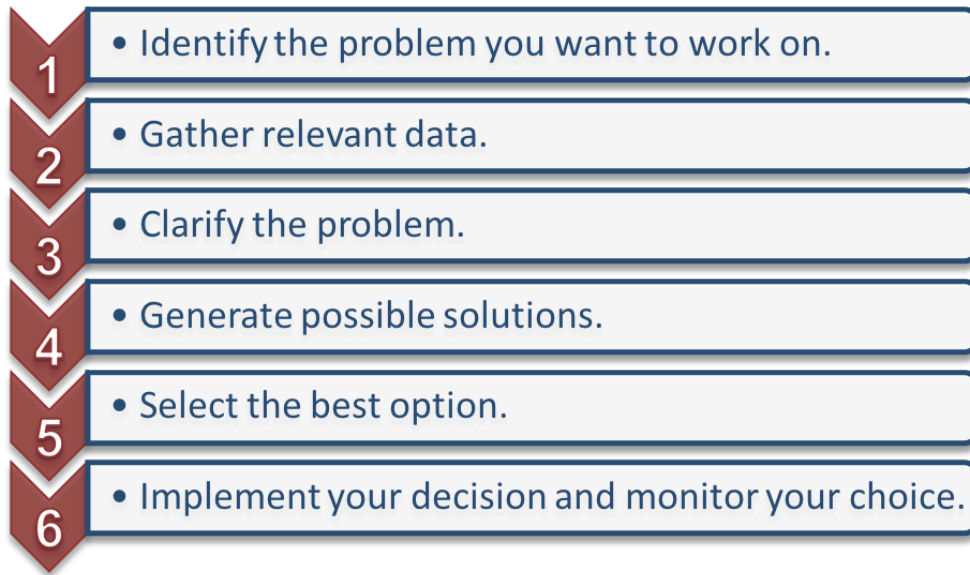 1 • Identify the problem you want to work on.
2 • Gather relevant data.
3 • Clarify the problem.
4 • Generate possible solutions.
5 • Select the best option.
6 • Implement your decision and monitor your choice.